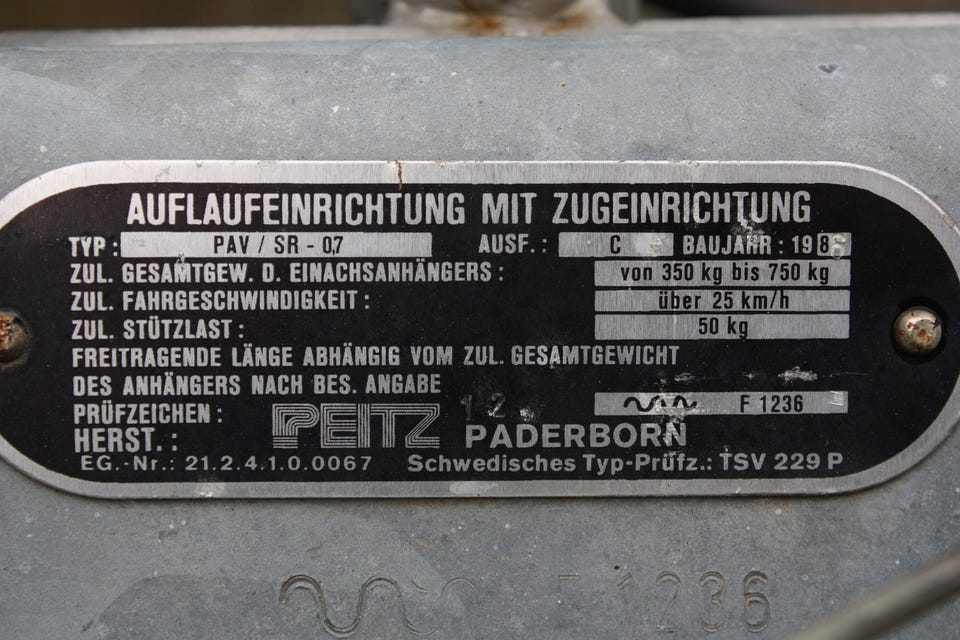 AUFLAUFEINRICHTUNG MIT ZUGEINRICHTUNG
TYP: PAV / SR - 0,7 AUSF.: C BAUJAHR: 1986
ZUL. GESAMTGEW. D. EINACHSANHÄNGERS: von 350 kg bis 750 kg
ZUL. FAHRGESCHWINDIGKEIT: über 25 km/h
ZUL. STÜTZLAST: 50 kg
FREITRAGENDE LÄNGE ABHÄNGIG VOM ZUL. GESAMTGEWICHT
DES ANHÄNGERS NACH BES. ANGABE
PRÜFZEICHEN: 12 F 1236
HERST.: PEITZ PADERBORN
EG.-Nr.: 21.2.4.1.0.0067 Schwedisches Typ-Prüfz.: TSV 229 P
F 1236